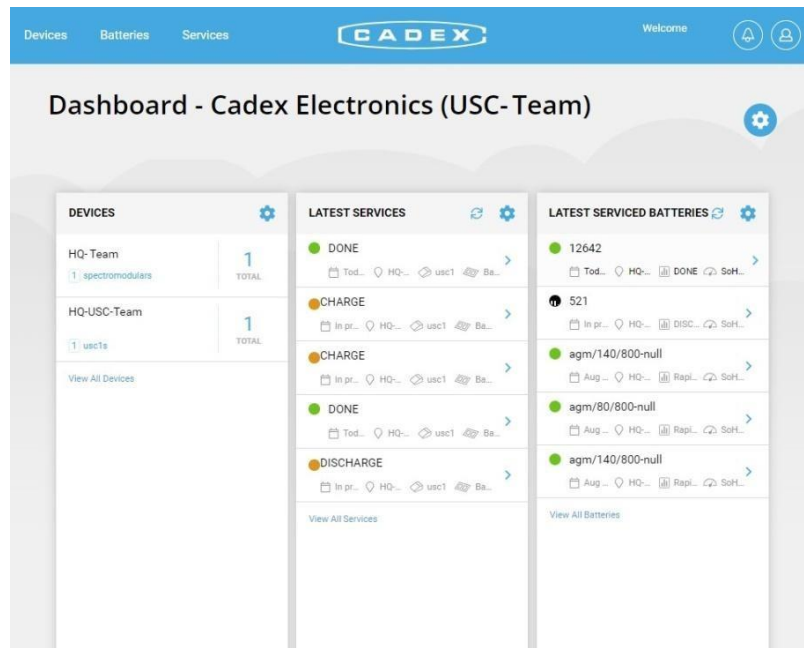 Devices Batteries Services CADEX Welcome
Dashboard - Cadex Electronics (USC-Team)
DEVICES
HQ-Team
1 spectromodulars
1
TOTAL
HQ-USC-Team
1 usc1s
1
TOTAL
View All Devices
LATEST SERVICES
DONE
Tod... HQ-... usc1 Ba...
CHARGE
In pr... HQ-... usc1 Ba...
CHARGE
In pr... HQ-... usc1 Ba...
DONE
Tod... HQ-... usc1 Ba...
DISCHARGE
In pr... HQ-... usc1 Ba...
View All Services
LATEST SERVICED BATTERIES
12642
Tod... HQ-... DONE SoH...
521
In pr... HQ-... DISC... SoH...
agm/140/800-null
Aug ... HQ-... Rapi... SoH...
agm/80/800-null
Aug ... HQ-... Rapi... SoH...
agm/140/800-null
Aug ... HQ-... Rapi... SoH...
View All Batteries